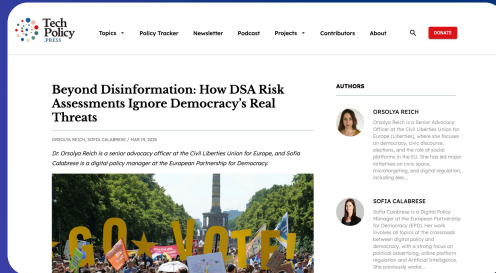 Tech
Policy
.PRESS
Topics
Policy Tracker
Newsletter
Podcast
Projects
Contributors
About
DONATE
Beyond Disinformation: How DSA Risk
Assessments Ignore Democracy's Real
Threats
ORSOLYA REICH, SOFIA CALABRESE / MAR 19, 2025
Dr. Orsolya Reich is a senior advocacy officer at the Civil Liberties Union for Europe, and Sofia
Calabrese is a digital policy manager at the European Partnership for Democracy.
GO VOTE!
AUTHORS
ORSOLYA REICH
Orsolya Reich is a Senior Advocacy
Officer at the Civil Liberties Union for
Europe (Liberties), where she focuses
on democracy, civic discourse,
elections, and the role of social
platforms in the EU. She has led major
initiatives on civic space,
microtargeting, and digital regulation,
including elec...
SOFIA CALABRESE
Sofia Calabrese is a Digital Policy
Manager at the European Partnership
for Democracy (EPD). Her work
involves all topics at the crossroads
between digital policy and
democracy, with a strong focus on
political advertising, online platform
regulation and Artificial Intelligence.
She previously worke...